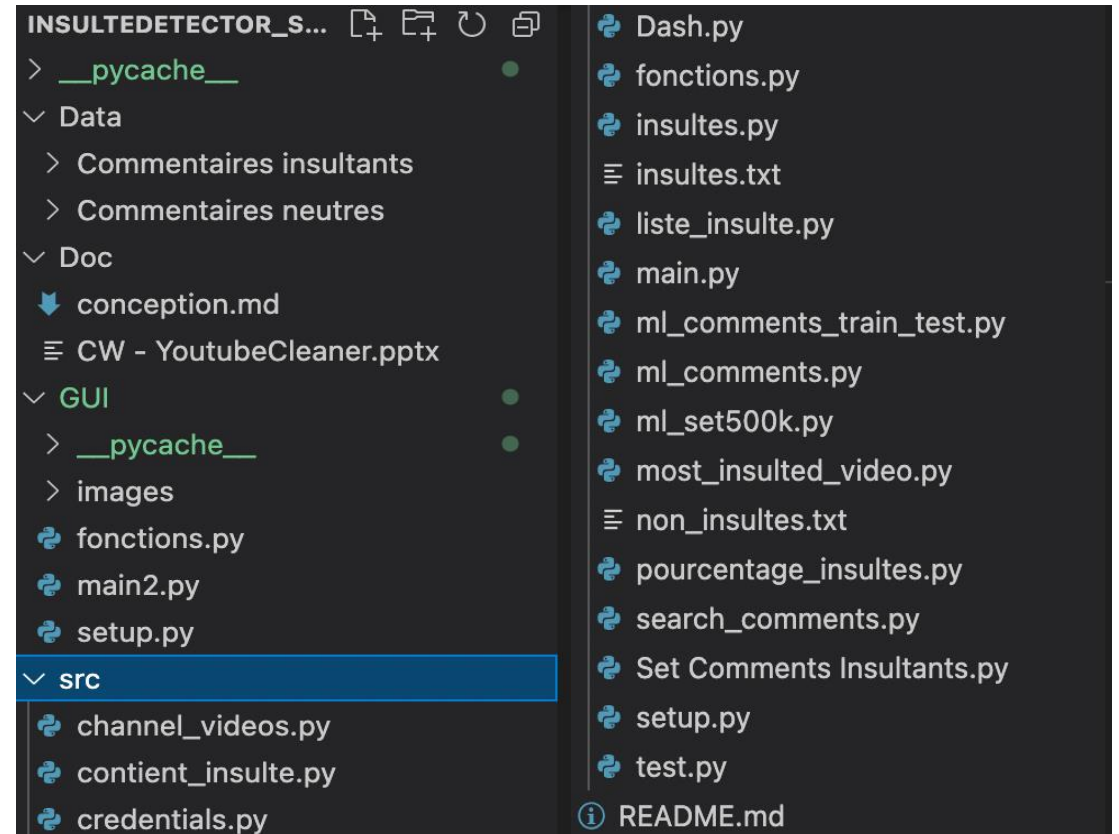 INSULTEDETECTOR_S...
__pycache__
Data
Commentaires insultants
Commentaires neutres
Doc
conception.md
CW - YoutubeCleaner.pptx
GUI
__pycache__
images
fonctions.py
main2.py
setup.py
src
channel_videos.py
contient_insulte.py
credentials.py
Dash.py
fonctions.py
insultes.py
insultes.txt
liste_insulte.py
main.py
ml_comments_train_test.py
ml_comments.py
ml_set500k.py
most_insulted_video.py
non_insultes.txt
pourcentage_insultes.py
search_comments.py
Set Comments Insultants.py
setup.py
test.py
README.md